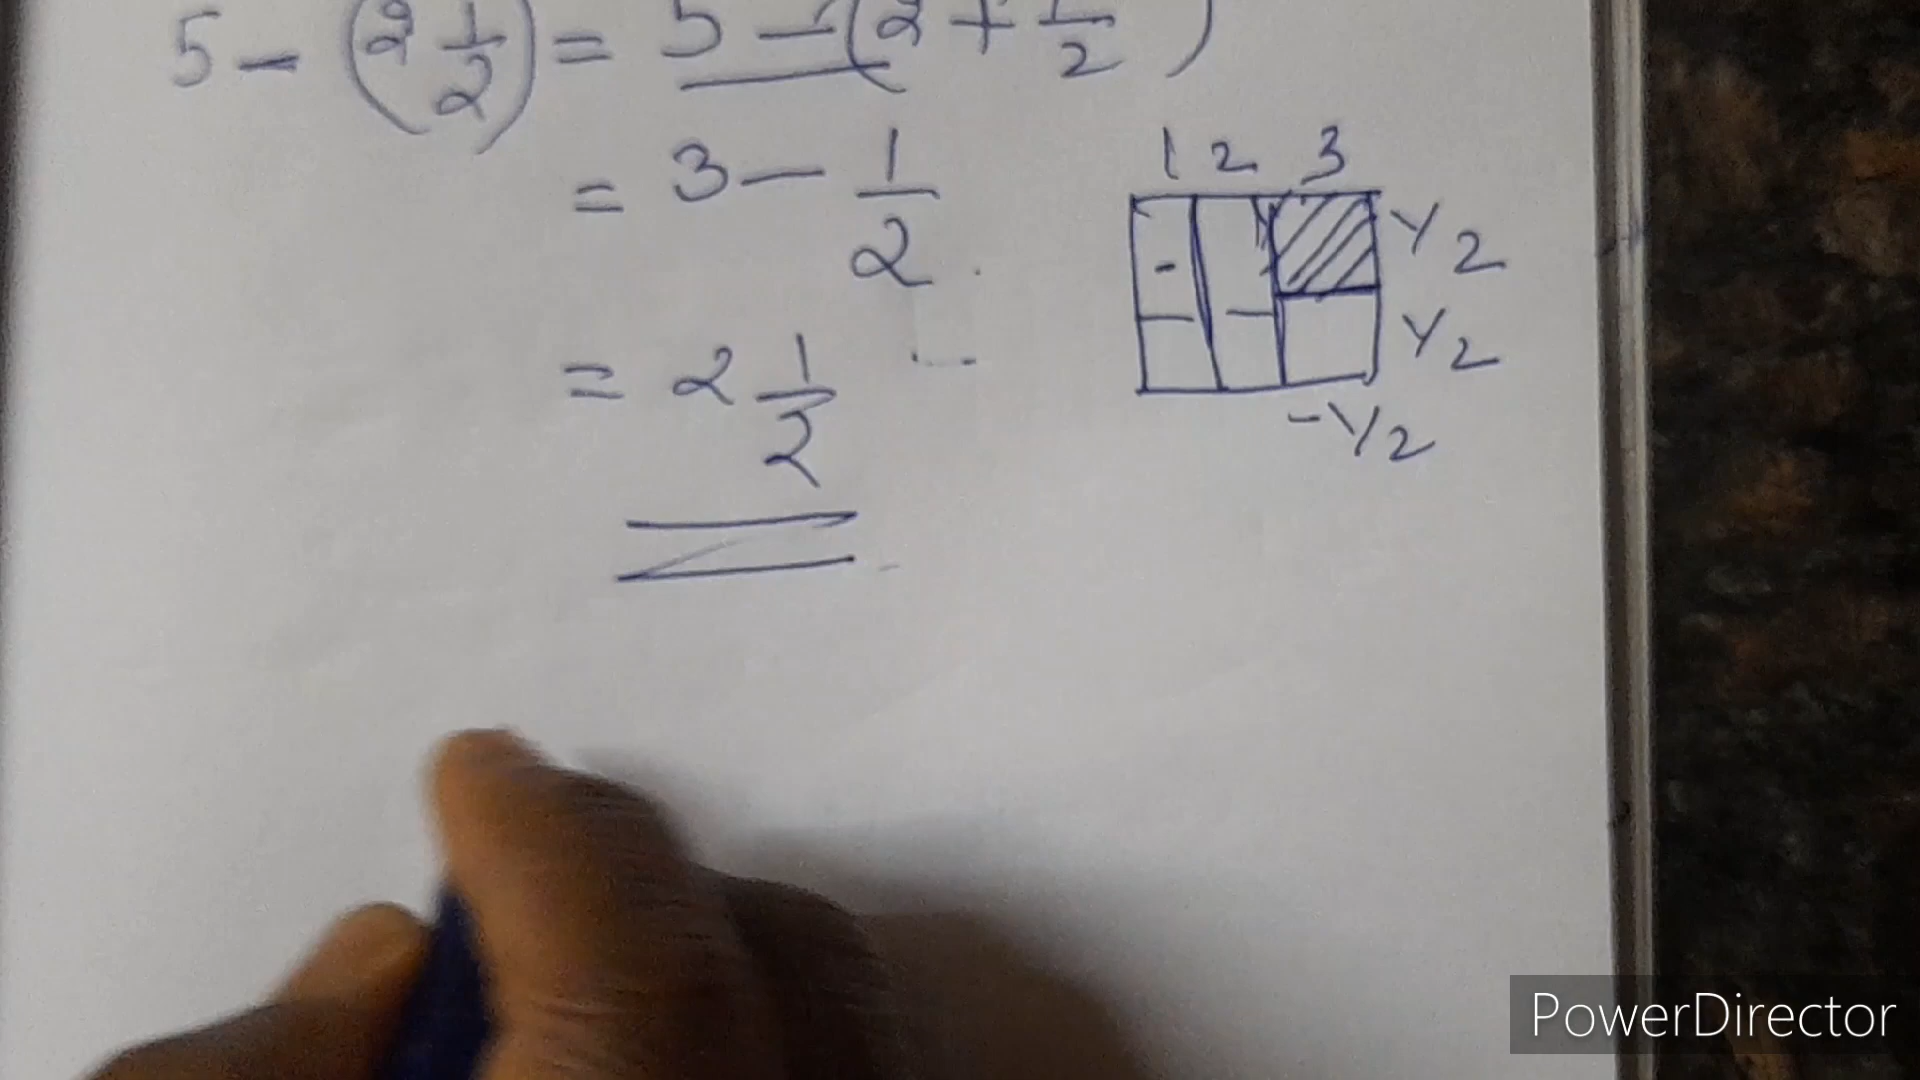 5 - (2 1/2) = 5 - (2 + 1/2)
= 3 - 1/2
1 2 3
1/2
= 2 1/2
1/2
- 1/2
PowerDirector